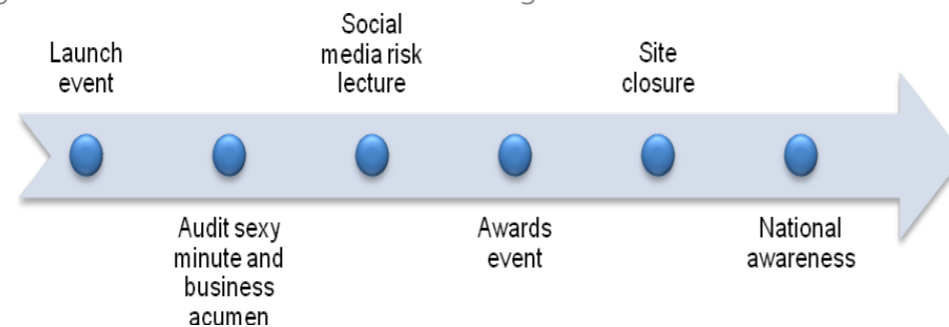 Launch
event
Audit sexy
minute and
business
acumen
Social
media risk
lecture
Awards
event
Site
closure
National
awareness